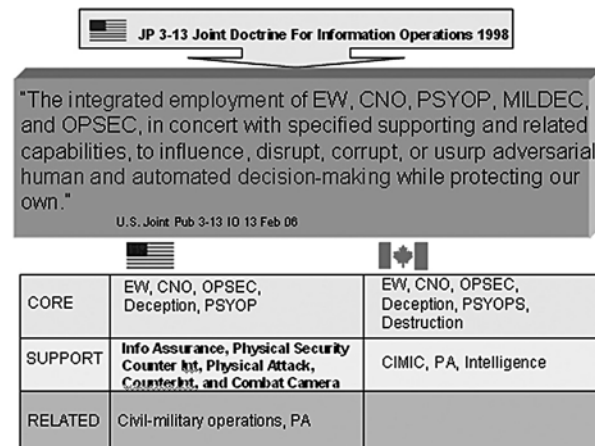 JP 3-13 Joint Doctrine For Information Operations 1998
"The integrated employment of EW, CNO, PSYOP, MILDEC,
and OPSEC, in concert with specified supporting and related
capabilities, to influence, disrupt, corrupt, or usurp adversarial
human and automated decision-making while protecting our
own."
U.S. Joint Pub 3-13 IO 13 Feb 06
CORE
EW, CNO, OPSEC,
Deception, PSYOP
EW, CNO, OPSEC,
Deception, PSYOPS,
Destruction
SUPPORT
Info Assurance, Physical Security
Counter Int, Physical Attack,
CounterInt, and Combat Camera
CIMIC, PA, Intelligence
RELATED
Civil-military operations, PA